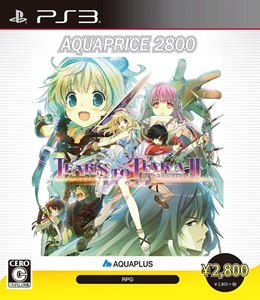 PS3
AQUAPRICE 2800
TEARS TO TIARA II
CERO
C
AQUAPLUS
RPG
¥2,800